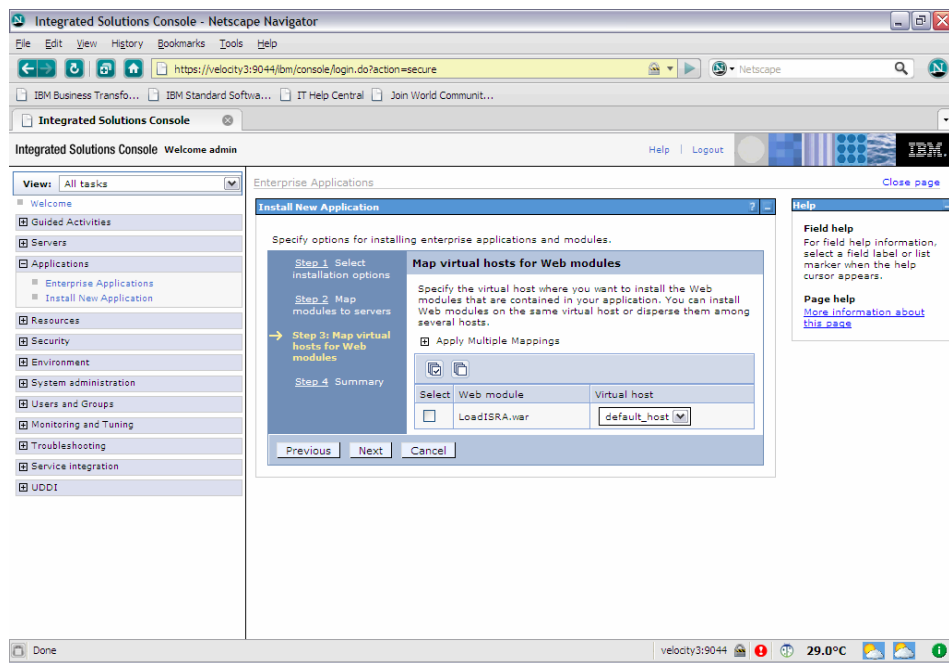 Integrated Solutions Console - Netscape Navigator
File Edit View History Bookmarks Tools Help
https://velocity3:9044/ibm/console/login.do?action=secure
Netscape
IBM Business Transfo... IBM Standard Softwa... IT Help Central Join World Communit...
Integrated Solutions Console
Integrated Solutions Console Welcome admin
Help | Logout
IBM.
View: All tasks
Welcome
Guided Activities
Servers
Applications
Enterprise Applications
Install New Application
Resources
Security
Environment
System administration
Users and Groups
Monitoring and Tuning
Troubleshooting
Service integration
UDDI
Enterprise Applications
Close page
Install New Application
?
Specify options for installing enterprise applications and modules.
Step 1 Select
installation options
Step 2 Map
modules to servers
Step 3: Map virtual
hosts for Web
modules
Step 4 Summary
Map virtual hosts for Web modules
Specify the virtual host where you want to install the Web
modules that are contained in your application. You can install
Web modules on the same virtual host or disperse them among
several hosts.
Apply Multiple Mappings
Select Web module Virtual host
LoadISRA.war default_host
Previous Next Cancel
Help
Field help
For field help information,
select a field label or list
marker when the help
cursor appears.
Page help
More information about
this page
Done
velocity3:9044
29.0°C